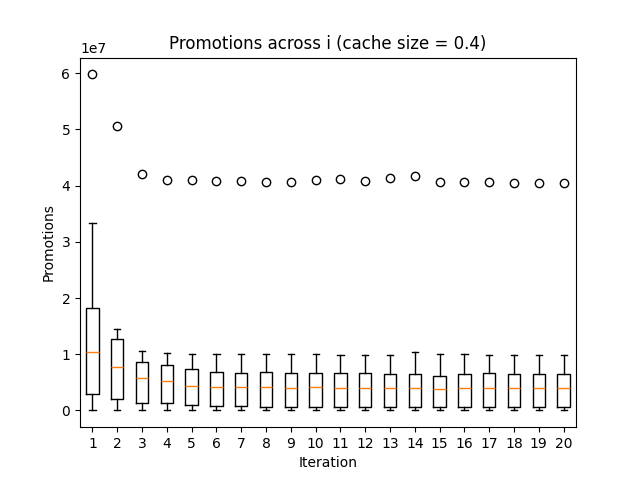 Promotions across i (cache size = 0.4)
1e7
6
5
4
3
2
1
0
Promotions
1 2 3 4 5 6 7 8 9 10 11 12 13 14 15 16 17 18 19 20
Iteration